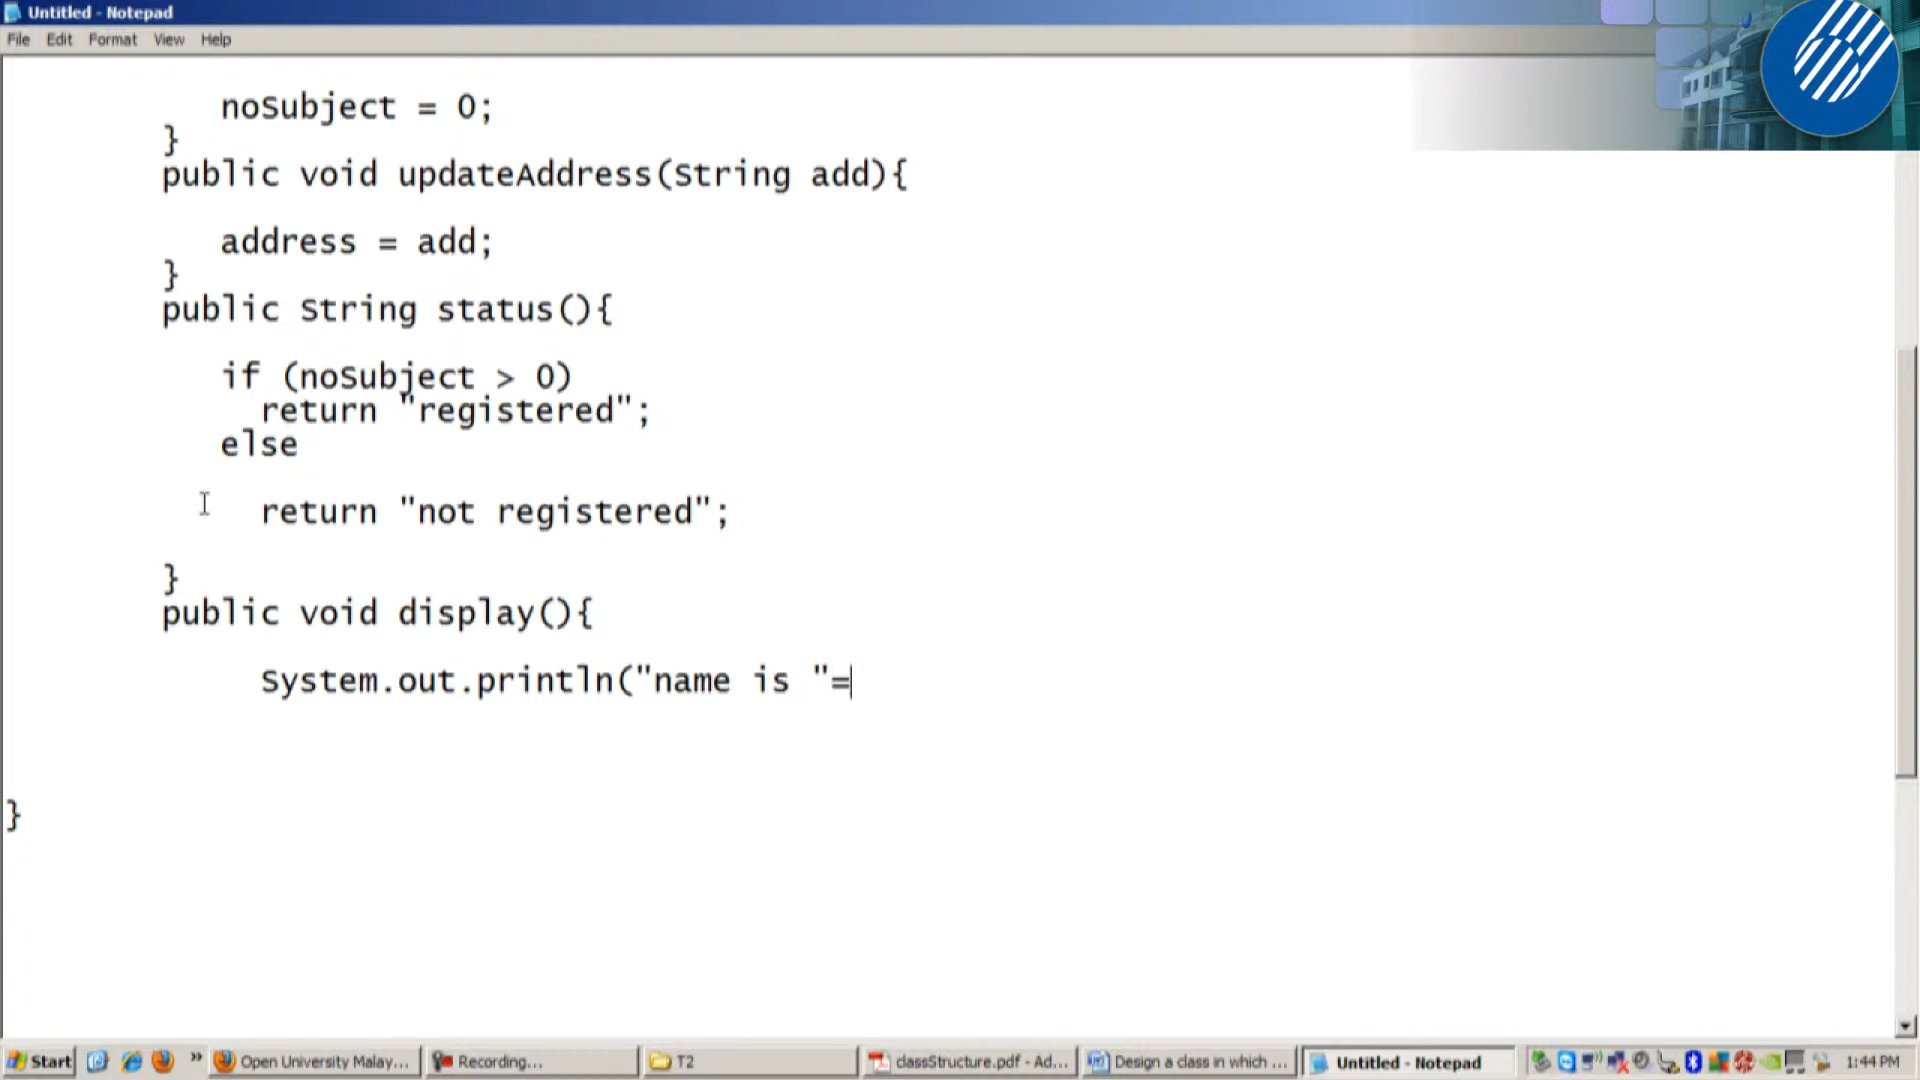 Untitled - Notepad
File Edit Format View Help
noSubject = 0;
}
public void updateAddress(String add){
address = add;
}
public String status(){
if (noSubject > 0)
return "registered";
else
return "not registered";
}
public void display(){
System.out.println("name is "=
}
Start » Open University Malay... Recording... T2 classStructure.pdf - Ad... Design a class in which ... Untitled - Notepad 1:44 PM